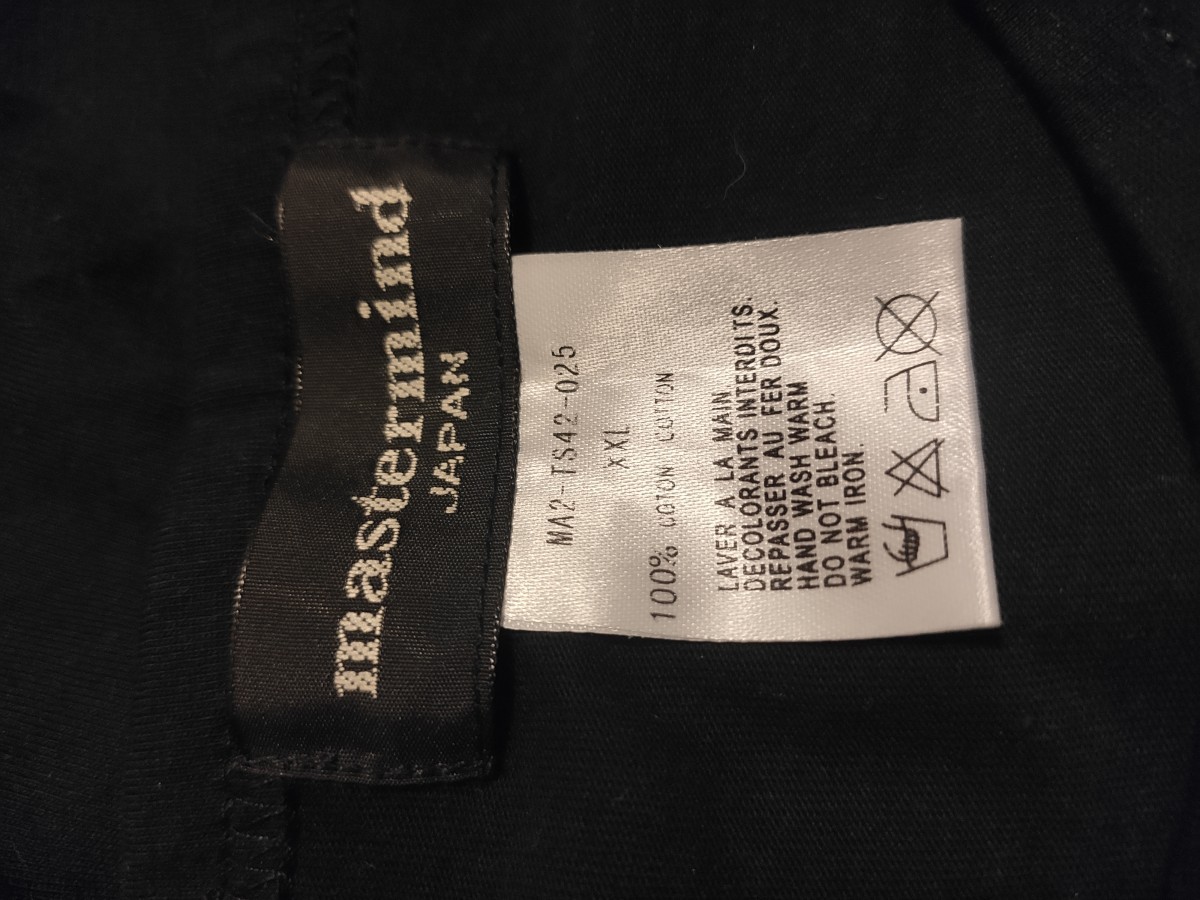 mastermind
JAPAN
MA2-TS42-025
XXL
100% COTON COTTON
LAVER A LA MAIN
DECOLORANTS INTERDITS.
REPASSER AU FER DOUX.
HAND WASH WARM
DO NOT BLEACH.
WARM IRON.